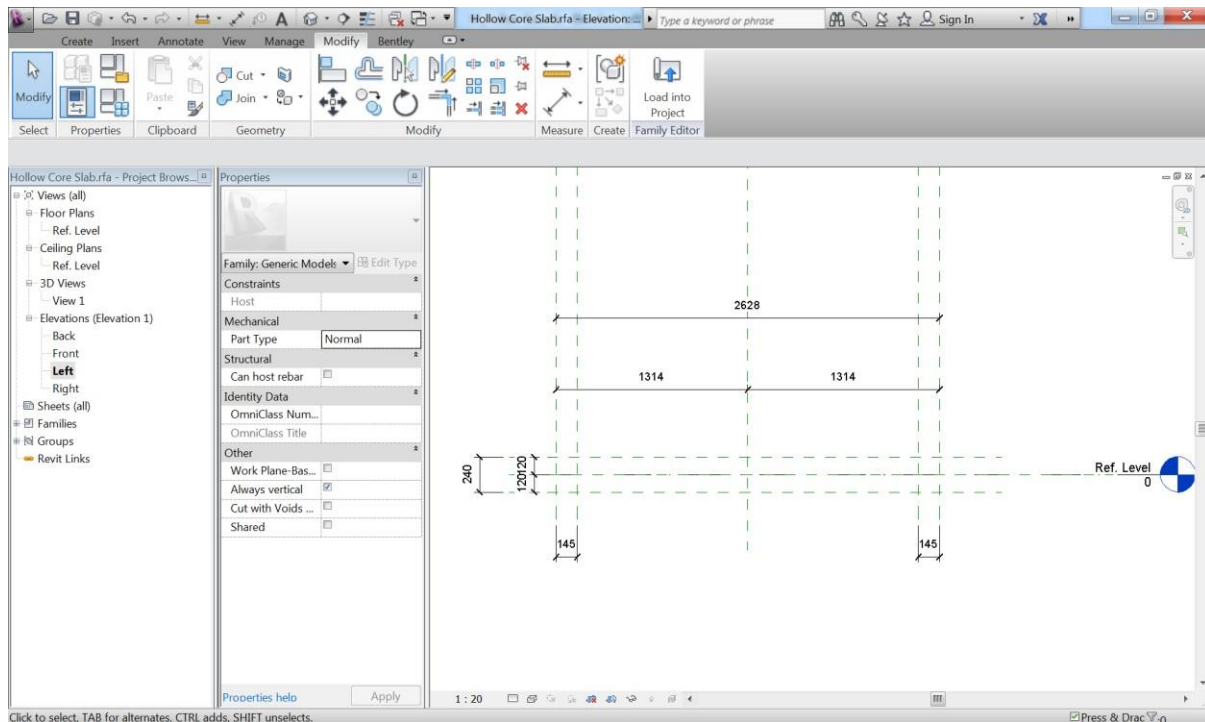 Hollow Core Slab.rfa - Elevation: ...
Type a keyword or phrase
Sign In
Create Insert Annotate View Manage Modify Bentley
Modify
Paste
Cut
Join
Load into
Project
Select Properties Clipboard Geometry Modify Measure Create Family Editor
Hollow Core Slab.rfa - Project Brows...
Views (all)
Floor Plans
Ref. Level
Ceiling Plans
Ref. Level
3D Views
View 1
Elevations (Elevation 1)
Back
Front
Left
Right
Sheets (all)
Families
Groups
Revit Links
Properties
Family: Generic Models
Edit Type
Constraints
Host
Mechanical
Part Type Normal
Structural
Can host rebar
Identity Data
OmniClass Num...
OmniClass Title
Other
Work Plane-Bas...
Always vertical
Cut with Voids ...
Shared
Properties help
Apply
2628
1314 1314
240
120
120
Ref. Level
0
145 145
1 : 20
Click to select, TAB for alternates, CTRL adds, SHIFT unselects.
Press & Drag
:0